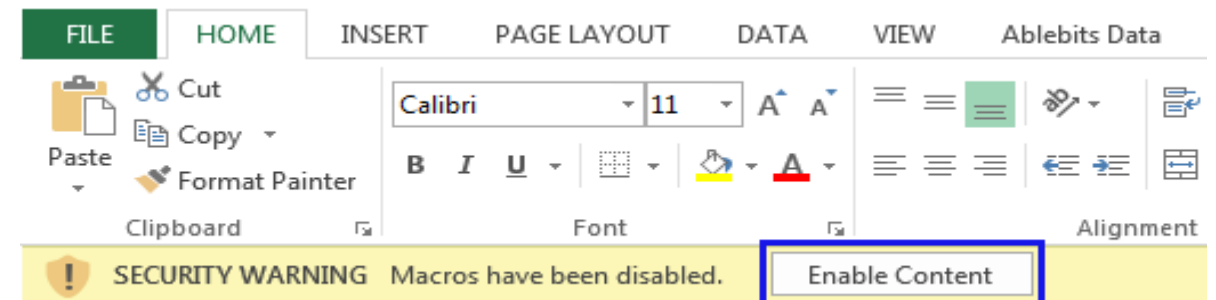 FILE HOME INSERT PAGE LAYOUT DATA VIEW Ablebits Data
Cut
Calibri 11 A A
Copy
Paste
B I U A
Format Painter
Clipboard Font Alignment
! SECURITY WARNING Macros have been disabled. Enable Content